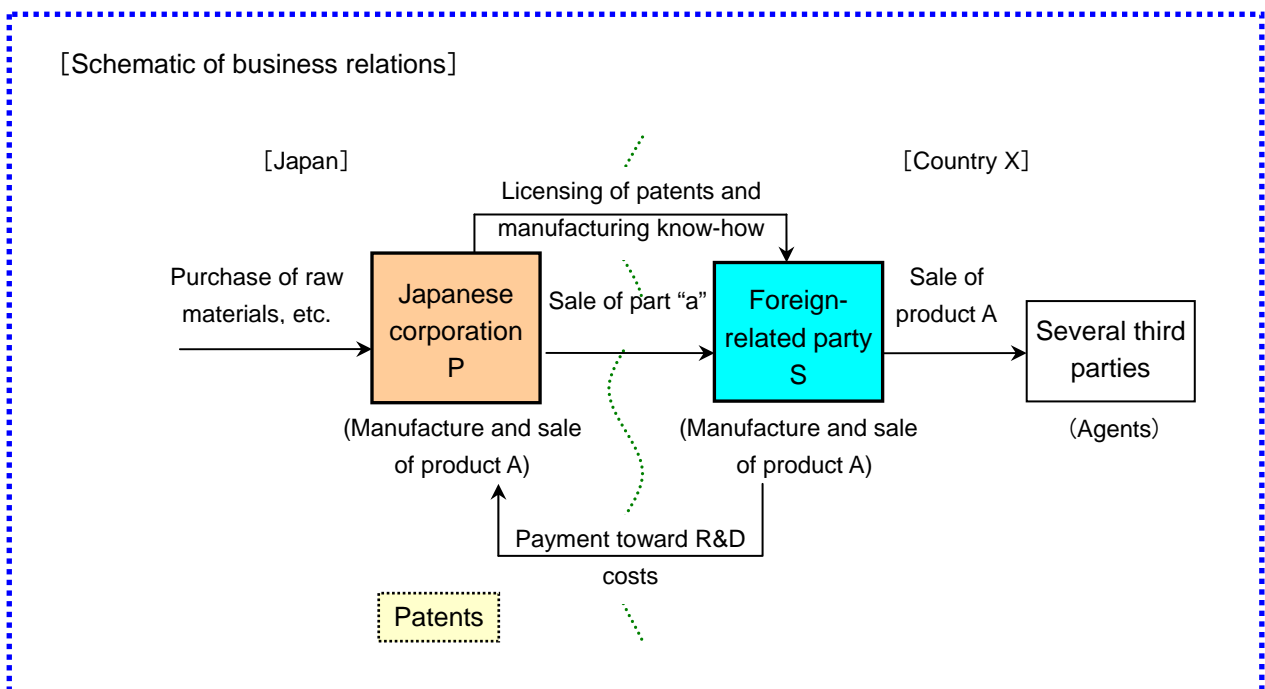 ［Schematic of business relations］
［Japan］
［Country X］
Licensing of patents and
manufacturing know-how
Purchase of raw
materials, etc.
Japanese
corporation
P
Sale of part “a”
Foreign-
related party
S
Sale of
product A
Several third
parties
(Manufacture and sale
of product A)
(Manufacture and sale
of product A)
（Agents）
Payment toward R&D
costs
Patents